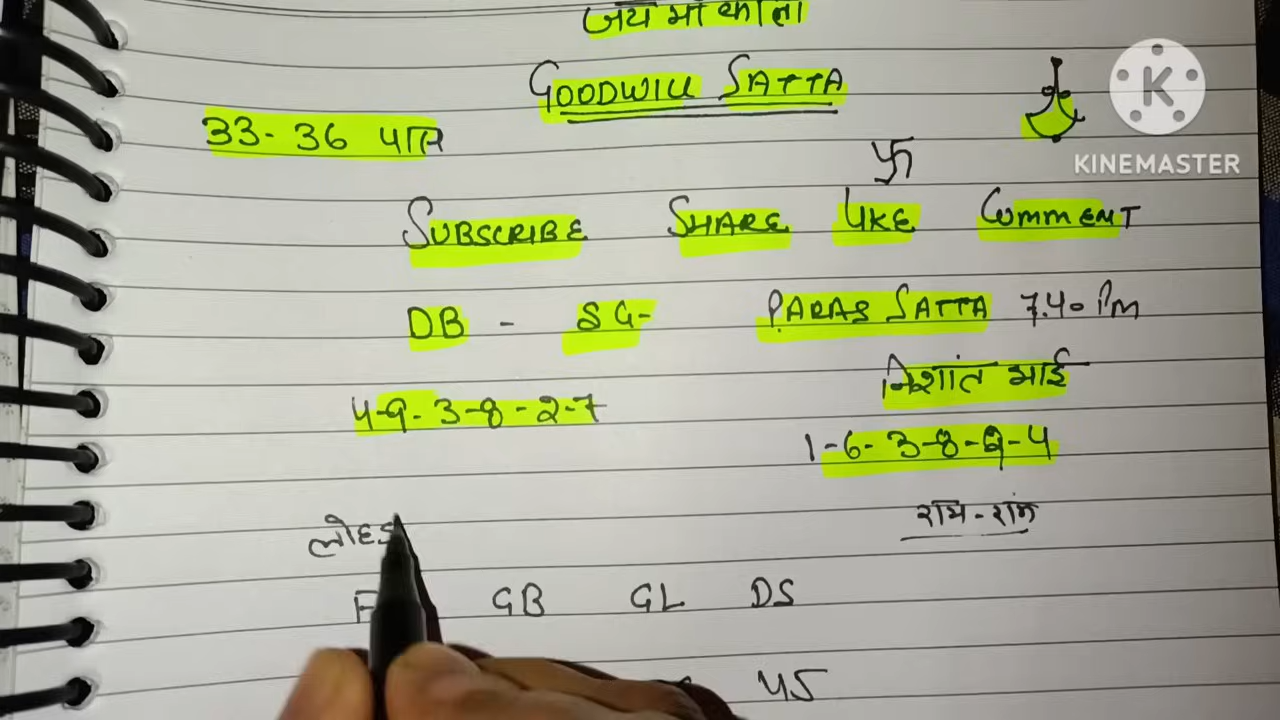 जय माँ काली
GOODWILL SATTA
33-36 पास
KINEMASTER
SUBSCRIBE SHARE LIKE COMMENT
DB - SG- PARAS SATTA 7.40 PM
निशांत भाई
4-9-3-8-2-7
1-6-3-8-9-4
राम-राम
GB GL DS
45